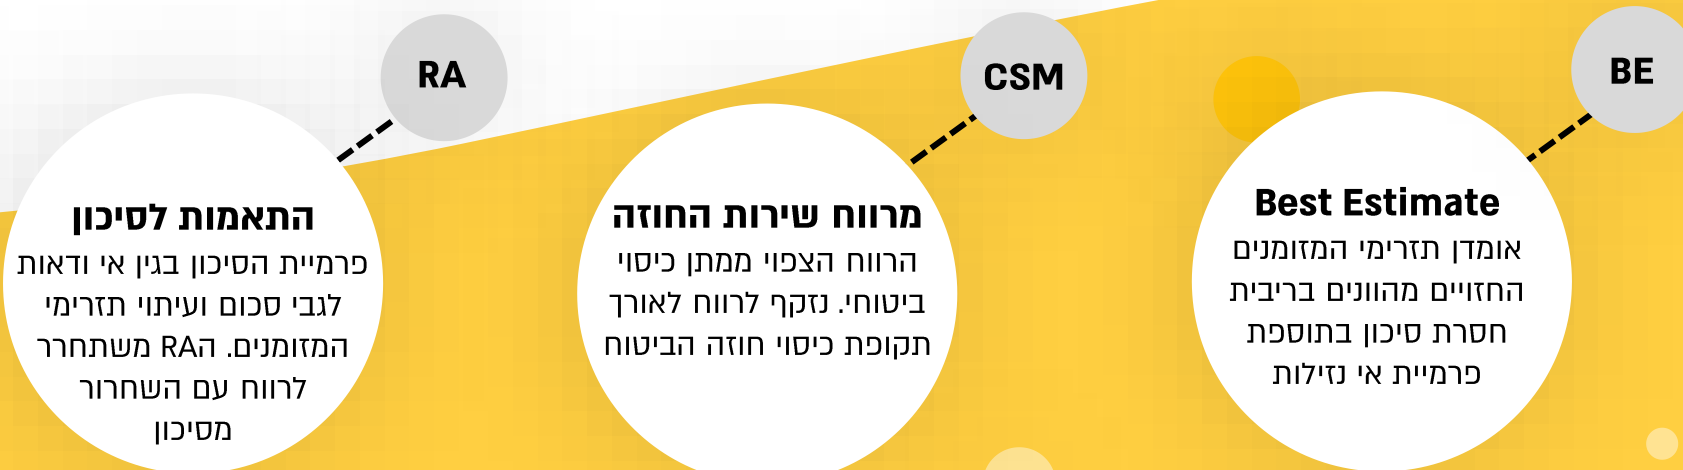 BE
Best Estimate
אומדן תזרימי המזומנים
החזויים מהוונים בריבית
חסרת סיכון בתוספת
פרמיית אי נזילות
CSM
מרווח שירות החוזה
הרווח הצפוי ממתן כיסוי
ביטוחי. נזקף לרווח לאורך
תקופת כיסוי חוזה הביטוח
RA
התאמות לסיכון
פרמיית הסיכון בגין אי ודאות
לגבי סכום ועיתוי תזרימי
המזומנים. הRA משתחרר
לרווח עם השחרור
מסיכון